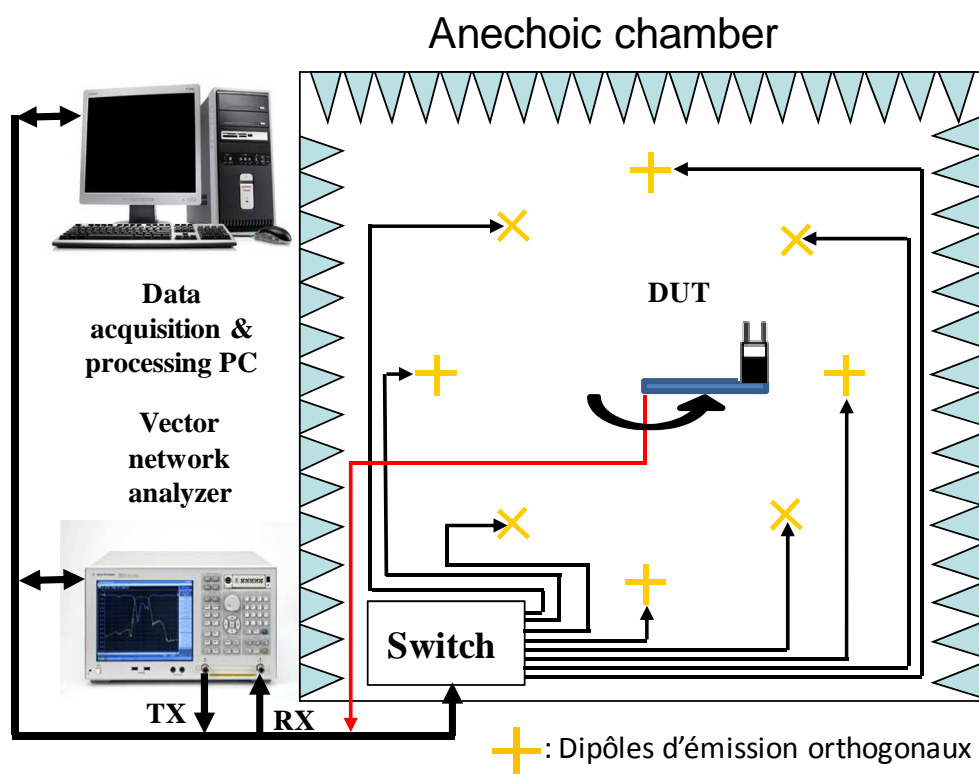 Anechoic chamber
Data
acquisition &
processing PC
DUT
Vector
network
analyzer
Switch
TX
RX
: Dipôles d'émission orthogonaux